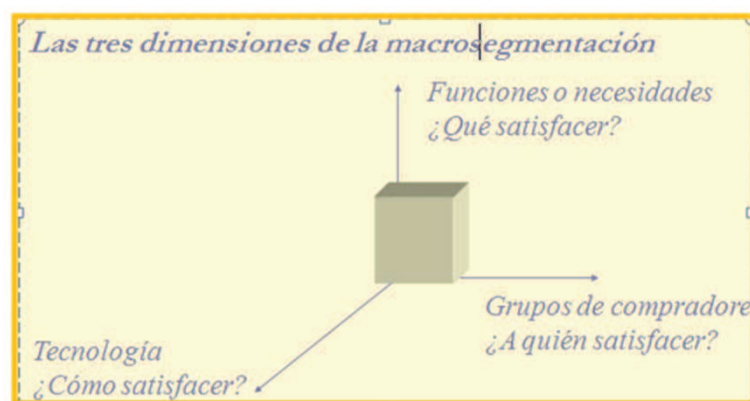 Las tres dimensiones de la macrosegmentación
Funciones o necesidades
¿Qué satisfacer?
Grupos de compradore
¿A quién satisfacer?
Tecnología
¿Cómo satisfacer?